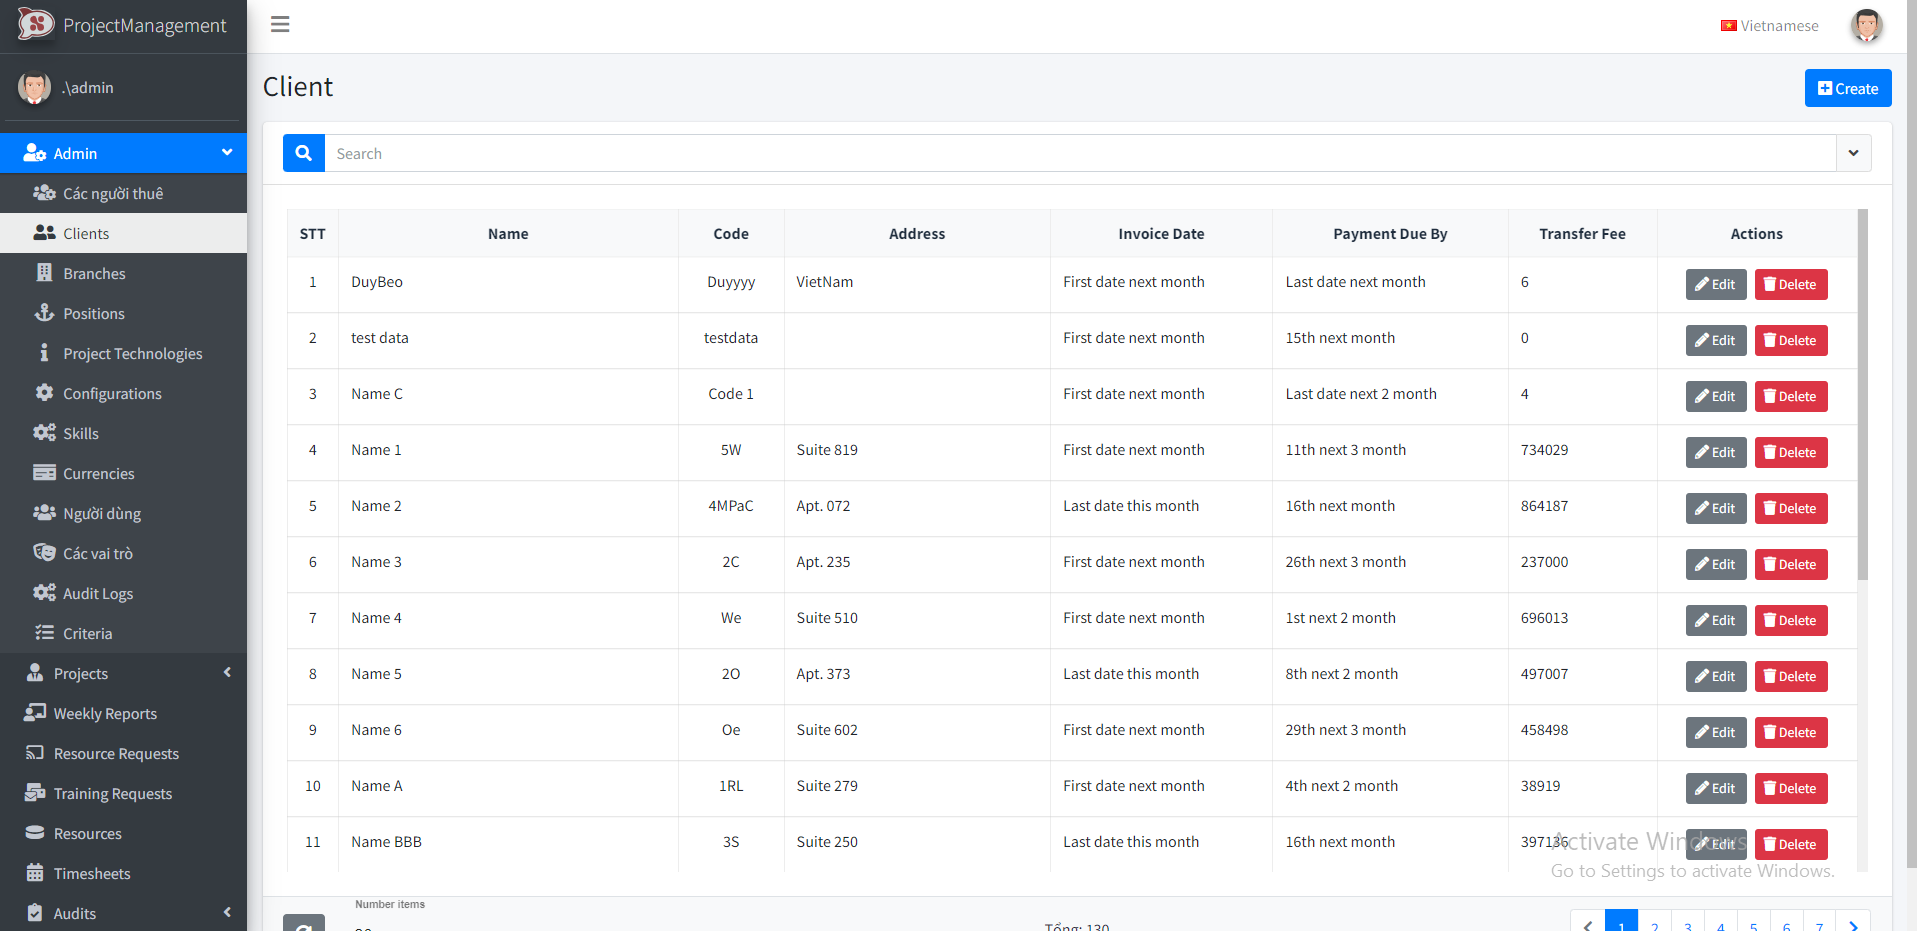 ProjectManagement
Vietnamese
.\admin
Client
Create
Admin
Search
Các người thuê
Clients
Branches
Positions
Project Technologies
Configurations
Skills
Currencies
Người dùng
Các vai trò
Audit Logs
Criteria
Projects
Weekly Reports
Resource Requests
Training Requests
Resources
Timesheets
Audits
STT Name Code Address Invoice Date Payment Due By Transfer Fee Actions
1 DuyBeo Duyyyy VietNam First date next month Last date next month 6 Edit Delete
2 test data testdata First date next month 15th next month 0 Edit Delete
3 Name C Code 1 First date next month Last date next 2 month 4 Edit Delete
4 Name 1 5W Suite 819 First date next month 11th next 3 month 734029 Edit Delete
5 Name 2 4MPaC Apt. 072 Last date this month 16th next month 864187 Edit Delete
6 Name 3 2C Apt. 235 First date next month 26th next 3 month 237000 Edit Delete
7 Name 4 We Suite 510 First date next month 1st next 2 month 696013 Edit Delete
8 Name 5 2O Apt. 373 Last date this month 8th next 2 month 497007 Edit Delete
9 Name 6 Oe Suite 602 First date next month 29th next 3 month 458498 Edit Delete
10 Name A 1RL Suite 279 First date next month 4th next 2 month 38919 Edit Delete
11 Name BBB 3S Suite 250 Last date this month 16th next month 397136 Edit Delete
Activate Windows
Go to Settings to activate Windows.
Number items
Tổng: 130
1 2 3 4 5 6 7